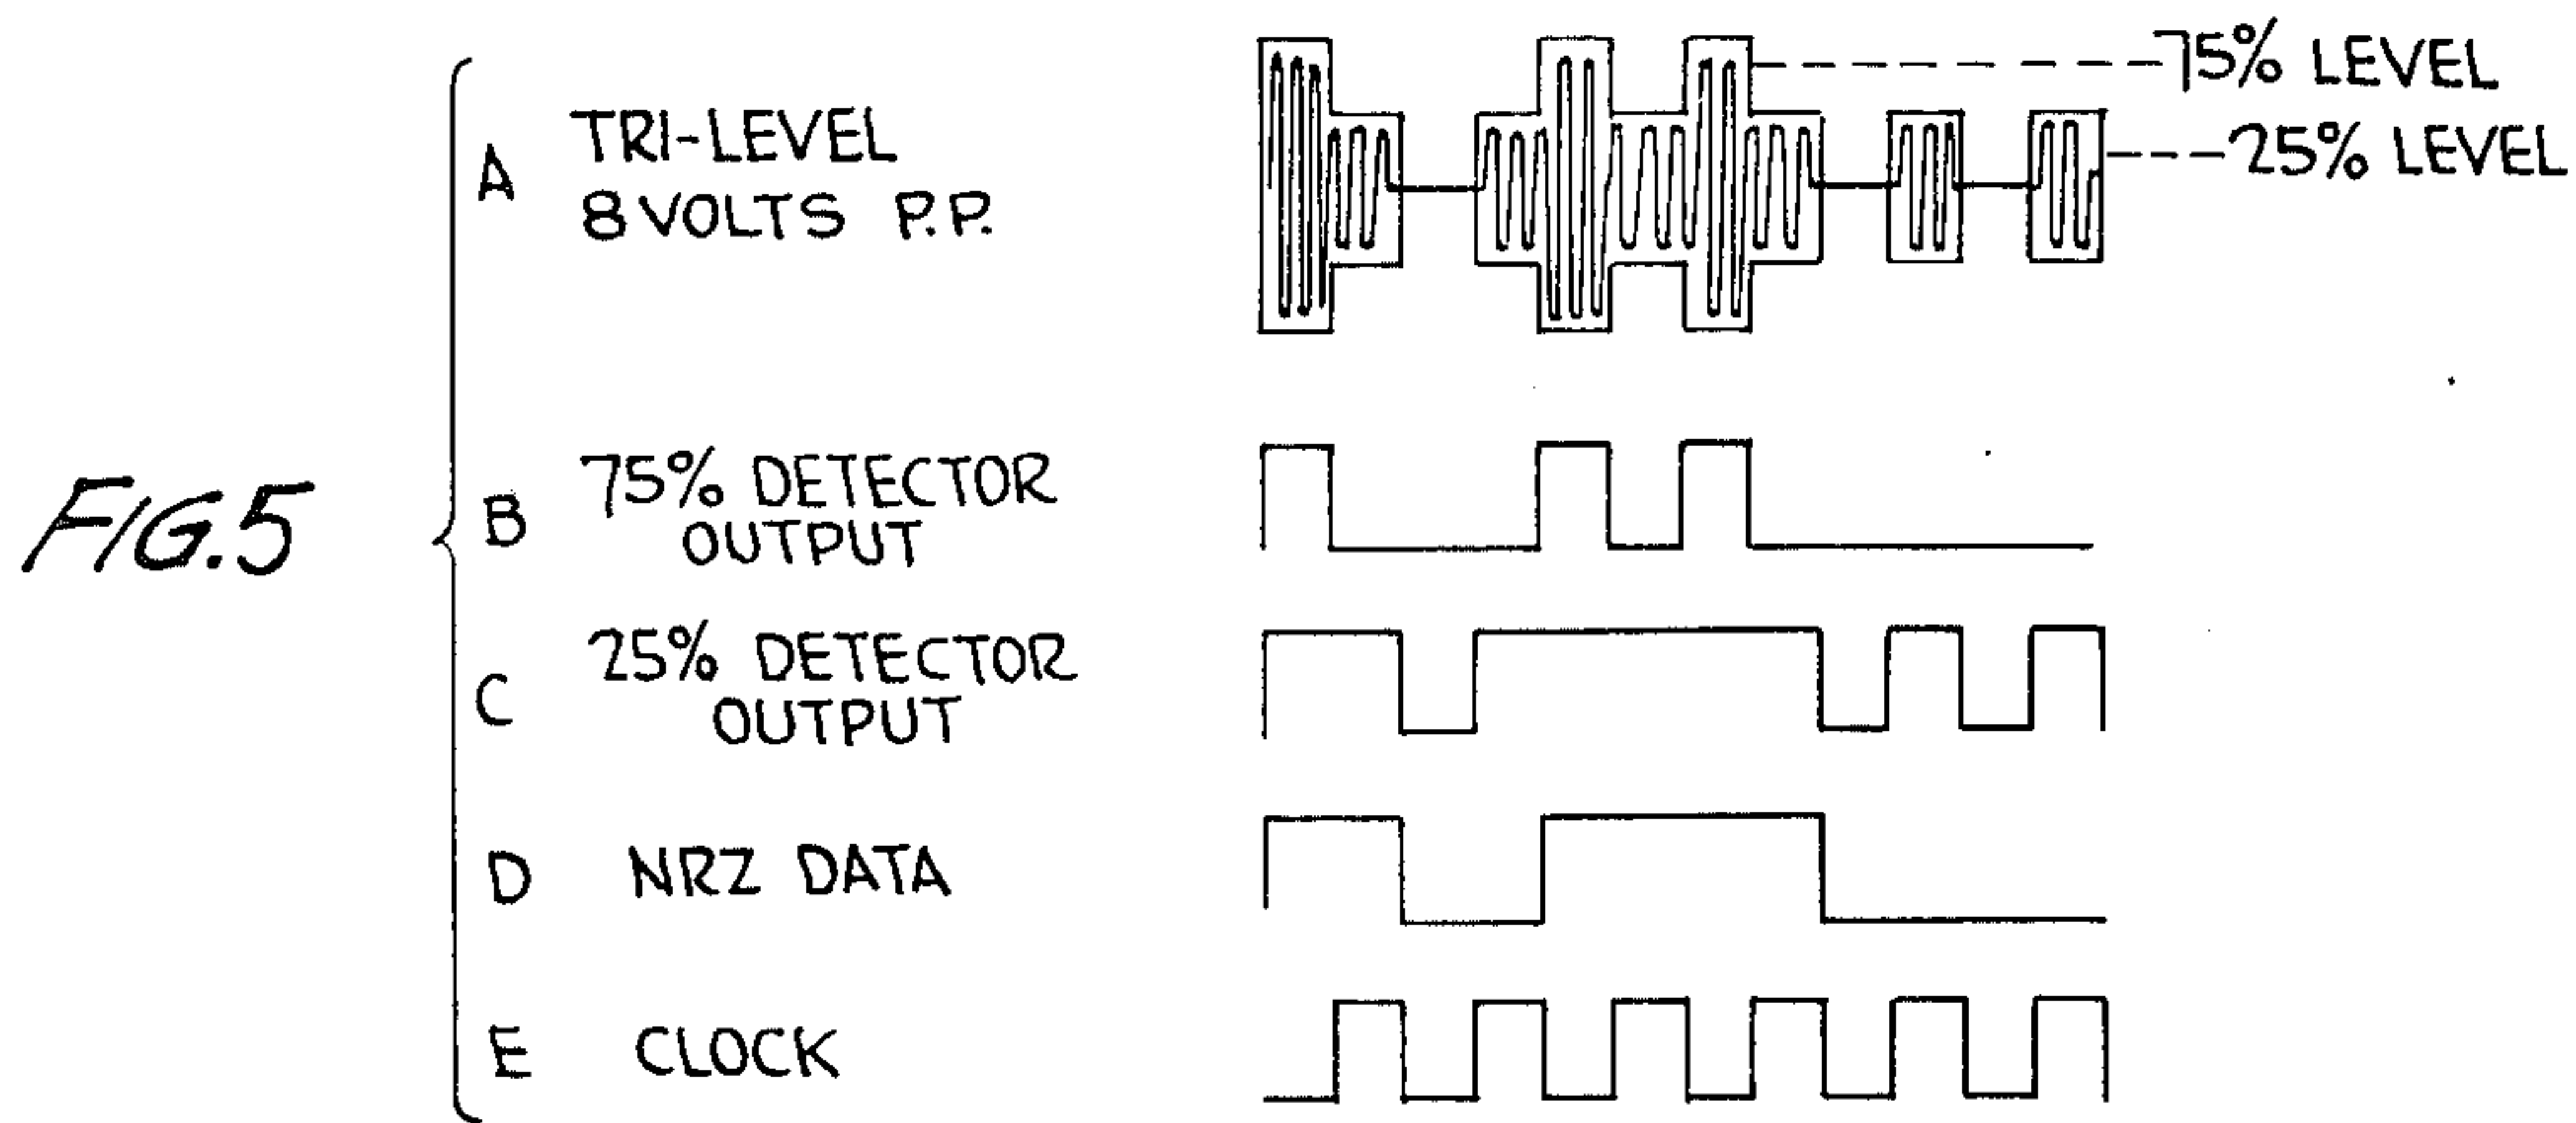 FIG.5
A TRI-LEVEL
8 VOLTS P.P.
75% LEVEL
25% LEVEL
B 75% DETECTOR
OUTPUT
C 25% DETECTOR
OUTPUT
D NRZ DATA
E CLOCK